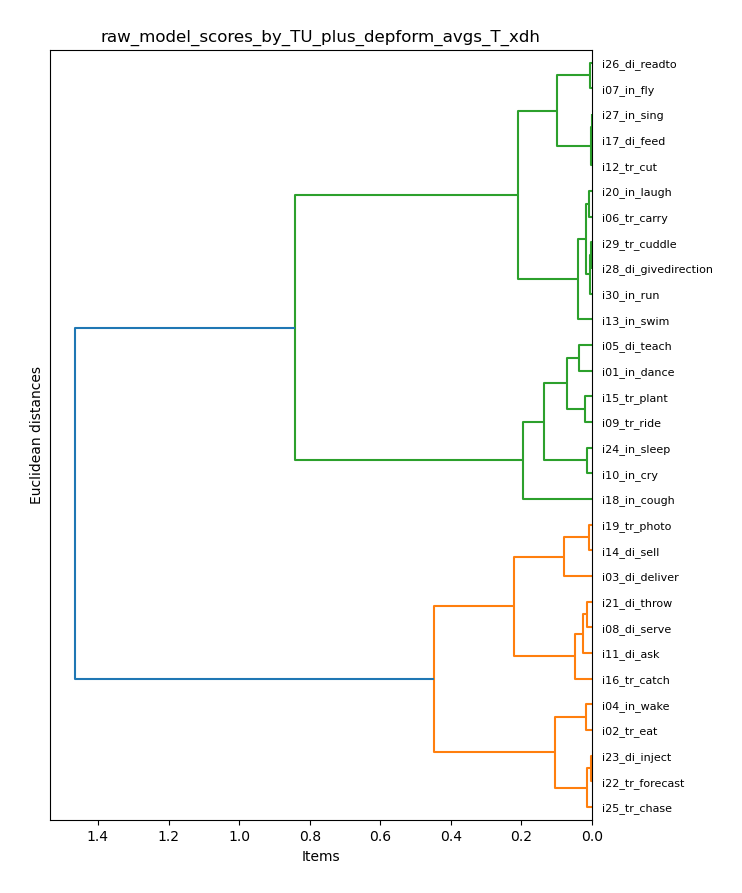 raw_model_scores_by_TU_plus_depform_avgs_T_xdh
i26_di_readto
i07_in_fly
i27_in_sing
i17_di_feed
i12_tr_cut
i20_in_laugh
i06_tr_carry
i29_tr_cuddle
i28_di_givedirection
i30_in_run
i13_in_swim
i05_di_teach
i01_in_dance
i15_tr_plant
i09_tr_ride
i24_in_sleep
i10_in_cry
i18_in_cough
i19_tr_photo
i14_di_sell
i03_di_deliver
i21_di_throw
i08_di_serve
i11_di_ask
i16_tr_catch
i04_in_wake
i02_tr_eat
i23_di_inject
i22_tr_forecast
i25_tr_chase
Euclidean distances
1.4 1.2 1.0 0.8 0.6 0.4 0.2 0.0
Items